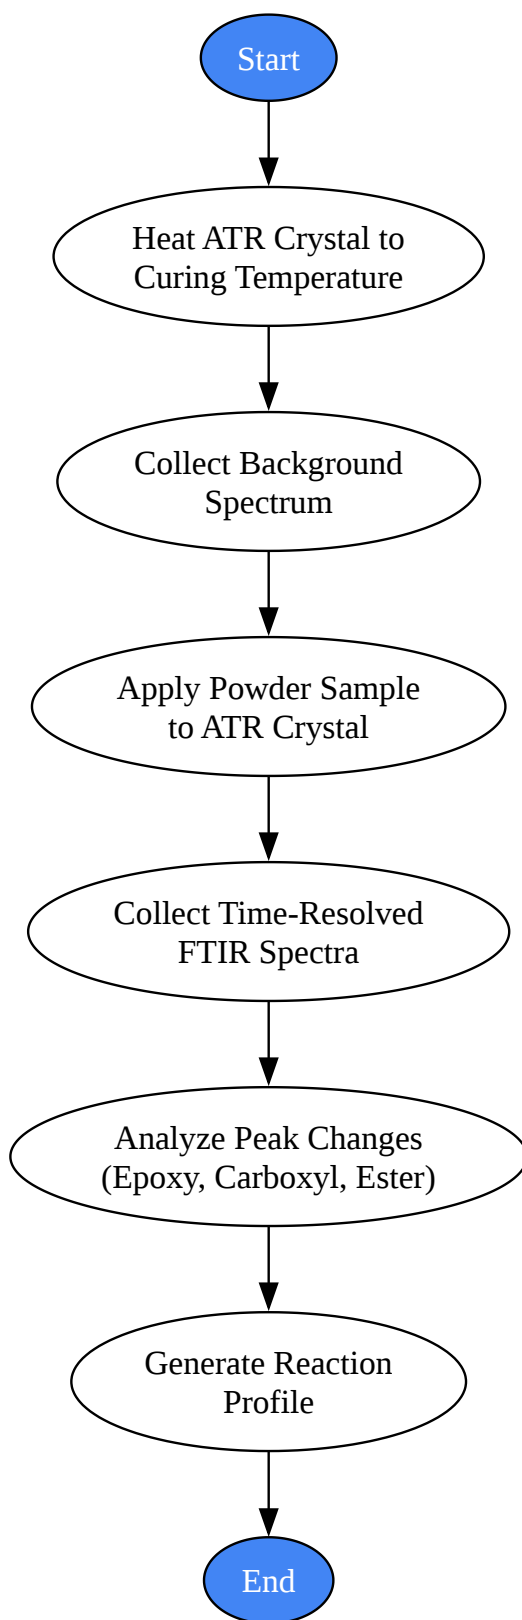 Start
Heat ATR Crystal to
Curing Temperature
Collect Background
Spectrum
Apply Powder Sample
to ATR Crystal
Collect Time-Resolved
FTIR Spectra
Analyze Peak Changes
(Epoxy, Carboxyl, Ester)
Generate Reaction
Profile
End